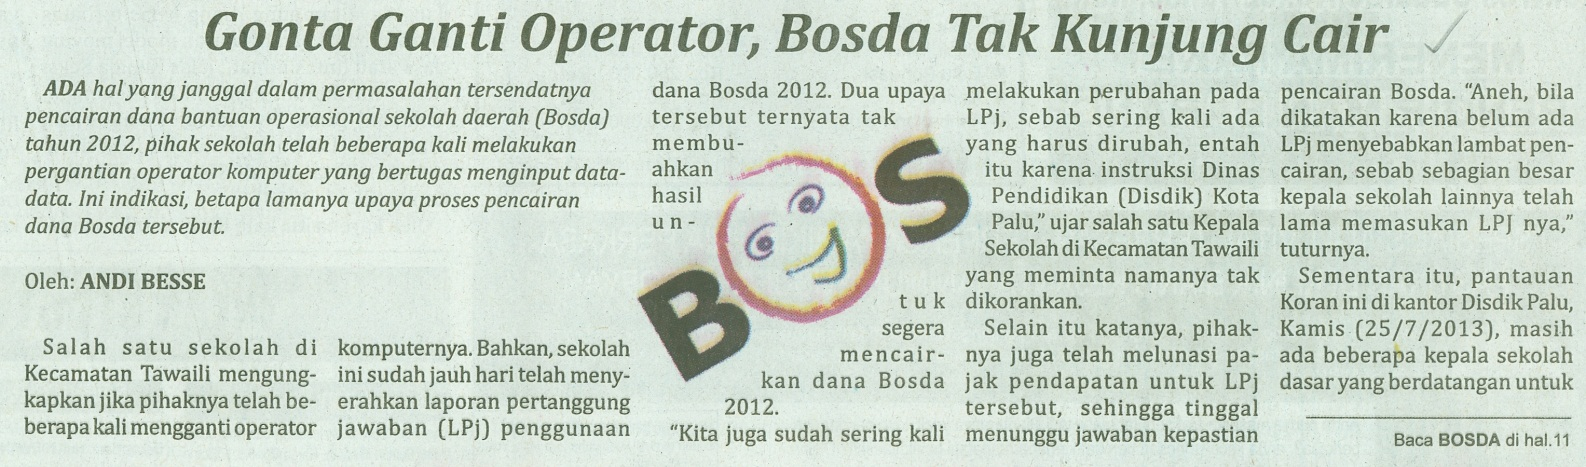 Gonta Ganti Operator, Bosda Tak Kunjung Cair
ADA hal yang janggal dalam permasalahan tersendatnya
pencairan dana bantuan operasional sekolah daerah (Bosda)
tahun 2012, pihak sekolah telah beberapa kali melakukan
pergantian operator komputer yang bertugas menginput data-
data. Ini indikasi, betapa lamanya upaya proses pencairan
dana Bosda tersebut.
Oleh: ANDI BESSE
Salah satu sekolah di
Kecamatan Tawaili mengung-
kapkan jika pihaknya telah be-
berapa kali mengganti operator
komputernya. Bahkan, sekolah
ini sudah jauh hari telah meny-
erahkan laporan pertanggung
jawaban (LPj) penggunaan
dana Bosda 2012. Dua upaya
tersebut ternyata tak
membu-
ahkan
hasil
un-
tuk
segera
mencair-
kan dana Bosda
2012.
“Kita juga sudah sering kali
BOS
melakukan perubahan pada
LPj, sebab sering kali ada
yang harus dirubah, entah
itu karena instruksi Dinas
Pendidikan (Disdik) Kota
Palu,” ujar salah satu Kepala
Sekolah di Kecamatan Tawaili
yang meminta namanya tak
dikorankan.
Selain itu katanya, pihak-
nya juga telah melunasi pa-
jak pendapatan untuk LPj
tersebut, sehingga tinggal
menunggu jawaban kepastian
pencairan Bosda. “Aneh, bila
dikatakan karena belum ada
LPj menyebabkan lambat pen-
cairan, sebab sebagian besar
kepala sekolah lainnya telah
lama memasukan LPJ nya,”
tuturnya.
Sementara itu, pantauan
Koran ini di kantor Disdik Palu,
Kamis (25/7/2013), masih
ada beberapa kepala sekolah
dasar yang berdatangan untuk
Baca BOSDA di hal.11